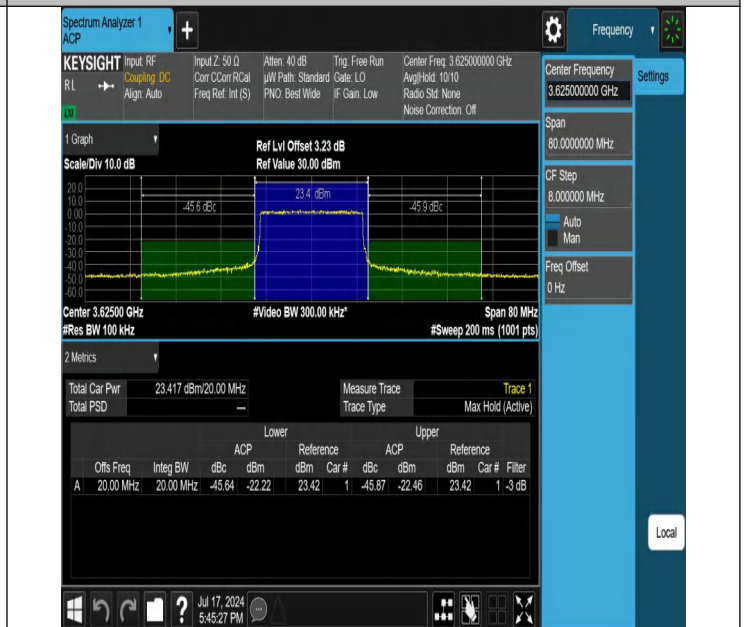 Spectrum Analyzer 1
ACP
+
Frequency
KEYSIGHT
RL
LXI
Input: RF
Coupling: DC
Align: Auto
Input Z: 50 Ω
Corr CCorr RCal
Freq Ref: Int (S)
Atten: 40 dB
µW Path: Standard
PNO: Best Wide
Trig: Free Run
Gate: LO
IF Gain: Low
Center Freq: 3.625000000 GHz
Avg|Hold: 10/10
Radio Std: None
Noise Correction: Off
Center Frequency
3.625000000 GHz
Settings
Span
80.0000000 MHz
CF Step
8.000000 MHz
Auto
Man
Freq Offset
0 Hz
1 Graph
Scale/Div 10.0 dB
Ref Lvl Offset 3.23 dB
Ref Value 30.00 dBm
20.0
10.0
0.00
-10.0
-20.0
-30.0
-40.0
-50.0
-60.0
-45.6 dBc
23.4 dBm
-45.9 dBc
Center 3.62500 GHz #Video BW 300.00 kHz* Span 80 MHz
#Res BW 100 kHz #Sweep 200 ms (1001 pts)
2 Metrics
Total Car Pwr 23.417 dBm/20.00 MHz Measure Trace Trace 1
Total PSD --- Trace Type Max Hold (Active)
Lower Upper
ACP Reference ACP Reference
Offs Freq Integ BW dBc dBm dBm Car # dBc dBm dBm Car # Filter
A 20.00 MHz 20.00 MHz -45.64 -22.22 23.42 1 -45.87 -22.46 23.42 1 -3 dB
Local
?
Jul 17, 2024
5:45:27 PM